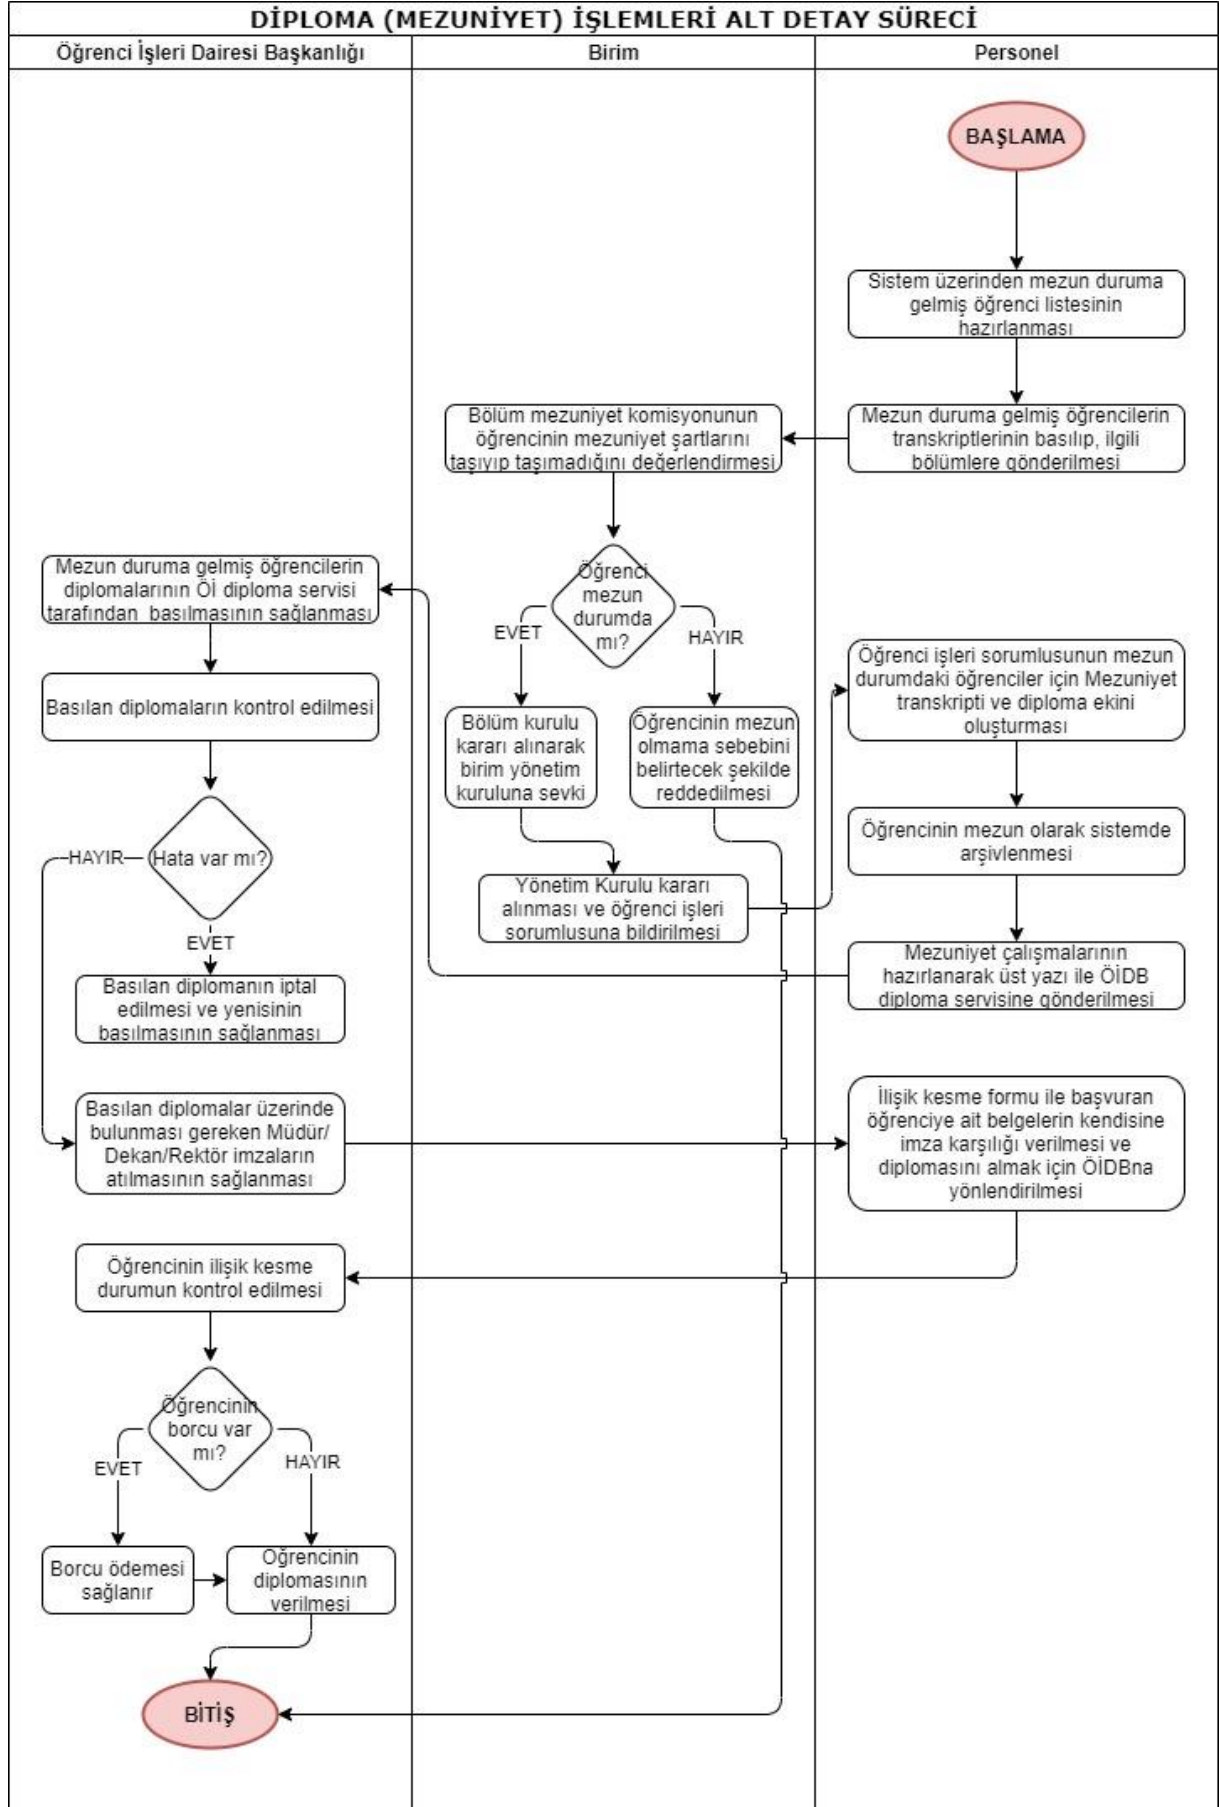 DİPLOMA (MEZUNİYET) İŞLEMLERİ ALT DETAY SÜRECİ
Öğrenci İşleri Dairesi Başkanlığı
Birim
Personel
BAŞLAMA
Sistem üzerinden mezun duruma
gelmiş öğrenci listesinin
hazırlanması
Mezun duruma gelmiş öğrencilerin
transkriptlerinin basılıp, ilgili
bölümlere gönderilmesi
Bölüm mezuniyet komisyonunun
öğrencinin mezuniyet şartlarını
taşıyıp taşımadığını değerlendirmesi
Öğrenci
mezun
durumda
mı?
EVET
HAYIR
Bölüm kurulu
kararı alınarak
birim yönetim
kuruluna sevki
Öğrencinin mezun
olmama sebebini
belirtecek şekilde
reddedilmesi
Yönetim Kurulu kararı
alınması ve öğrenci işleri
sorumlusuna bildirilmesi
Öğrenci işleri sorumlusunun mezun
durumdaki öğrenciler için Mezuniyet
transkripti ve diploma ekini
oluşturması
Öğrencinin mezun olarak sistemde
arşivlenmesi
Mezuniyet çalışmalarının
hazırlanarak üst yazı ile ÖİDB
diploma servisine gönderilmesi
Mezun duruma gelmiş öğrencilerin
diplomalarının Öİ diploma servisi
tarafından basılmasının sağlanması
Basılan diplomaların kontrol edilmesi
Hata var mı?
HAYIR
EVET
Basılan diplomanın iptal
edilmesi ve yenisinin
basılmasının sağlanması
Basılan diplomalar üzerinde
bulunması gereken Müdür/
Dekan/Rektör imzaların
atılmasının sağlanması
İlişik kesme formu ile başvuran
öğrenciye ait belgelerin kendisine
imza karşılığı verilmesi ve
diplomasını almak için ÖİDBna
yönlendirilmesi
Öğrencinin ilişik kesme
durumun kontrol edilmesi
Öğrencinin
borcu var
mı?
EVET
HAYIR
Borcu ödemesi
sağlanır
Öğrencinin
diplomasının
verilmesi
BİTİŞ